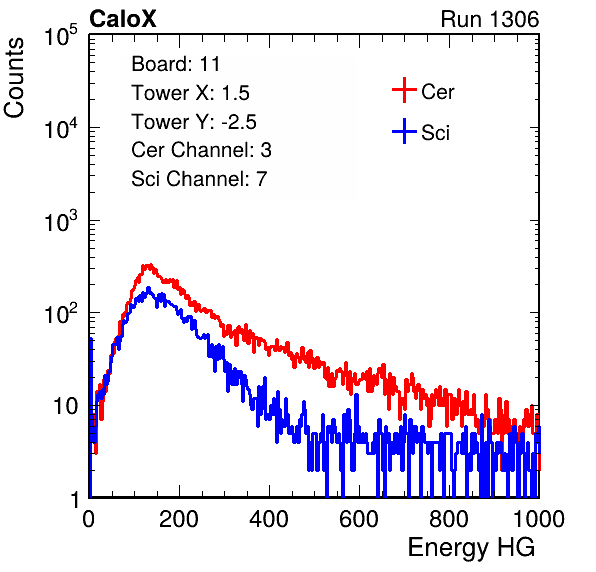 CaloX Run 1306
Counts
Board: 11
Tower X: 1.5
Tower Y: -2.5
Cer Channel: 3
Sci Channel: 7
Cer
Sci
10^5
10^4
10^3
10^2
10
1
0 200 400 600 800 1000
Energy HG